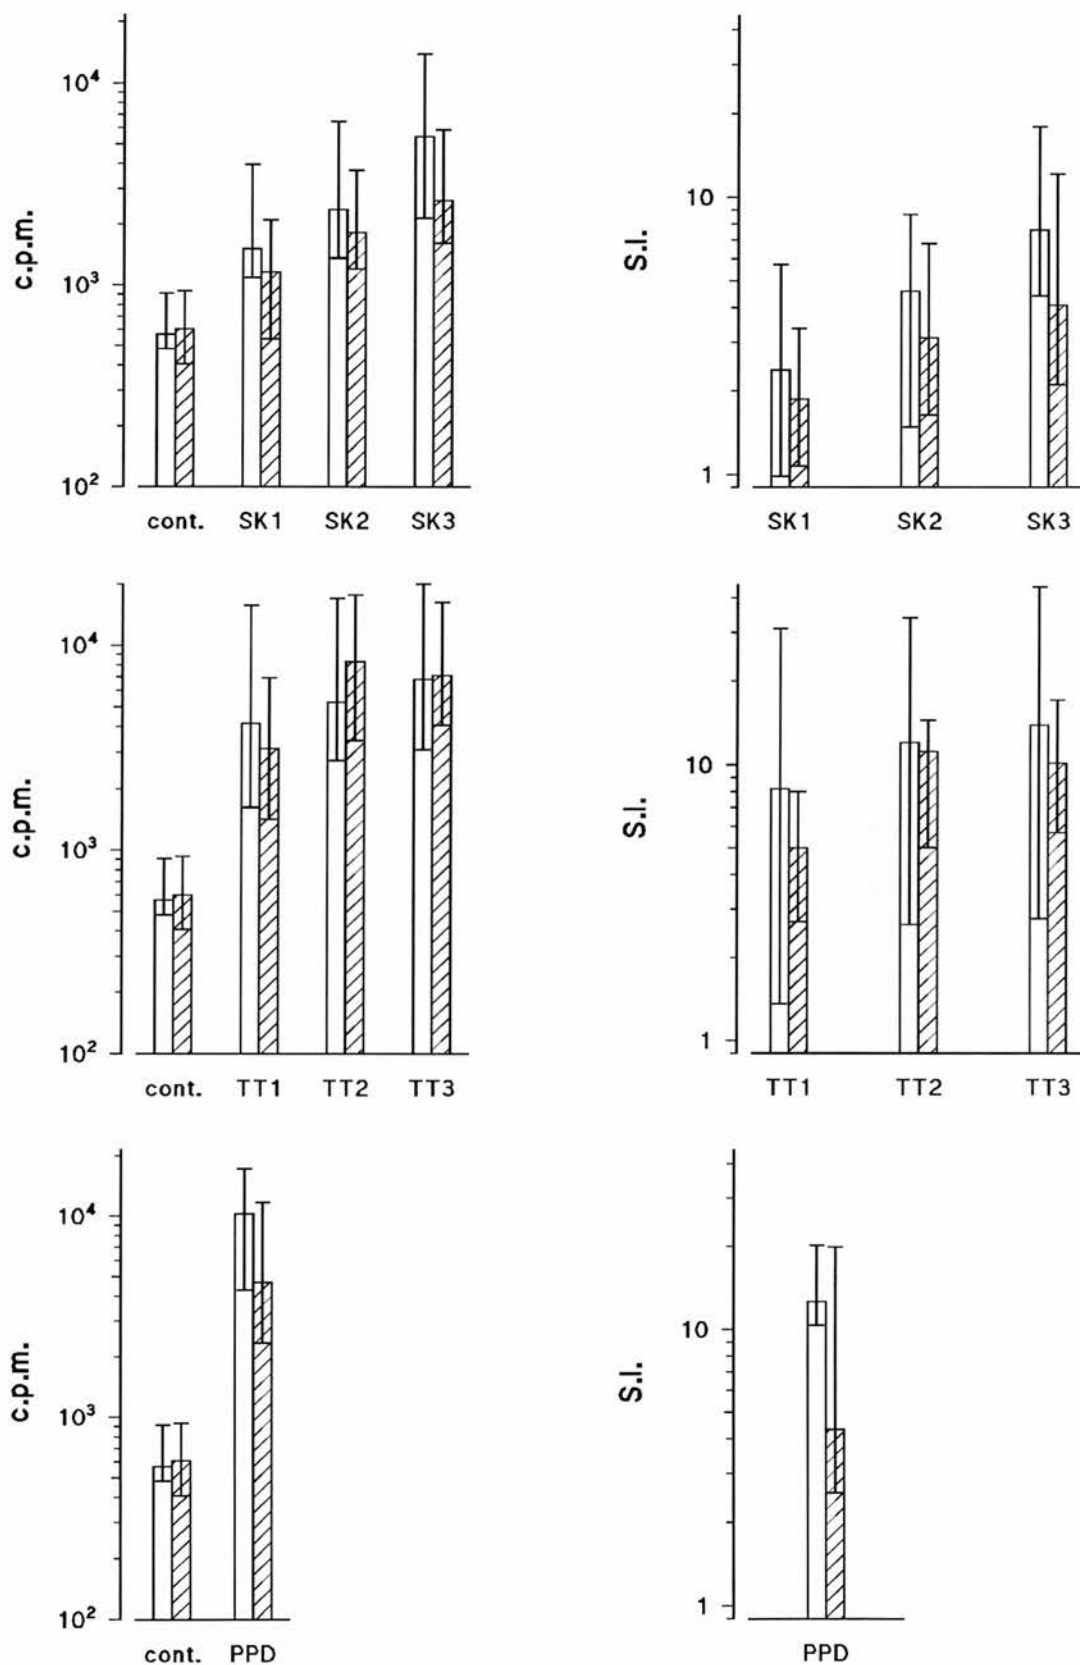 10⁴
c.p.m.
10³
10²
cont. SK1 SK2 SK3
10
S.I.
1
SK1 SK2 SK3
10⁴
c.p.m.
10³
10²
cont. TT1 TT2 TT3
10
S.I.
1
TT1 TT2 TT3
10⁴
c.p.m.
10³
10²
cont. PPD
10
S.I.
1
PPD